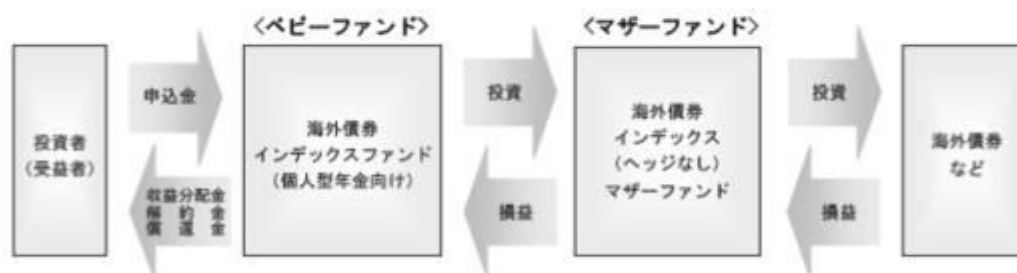 〈ベビーファンド〉
〈マザーファンド〉
投資者
(受益者)
申込金
収益分配金
解約金
償還金
海外債券
インデックスファンド
(個人型年金向け)
投資
損益
海外債券
インデックス
(ヘッジなし)
マザーファンド
投資
損益
海外債券
など